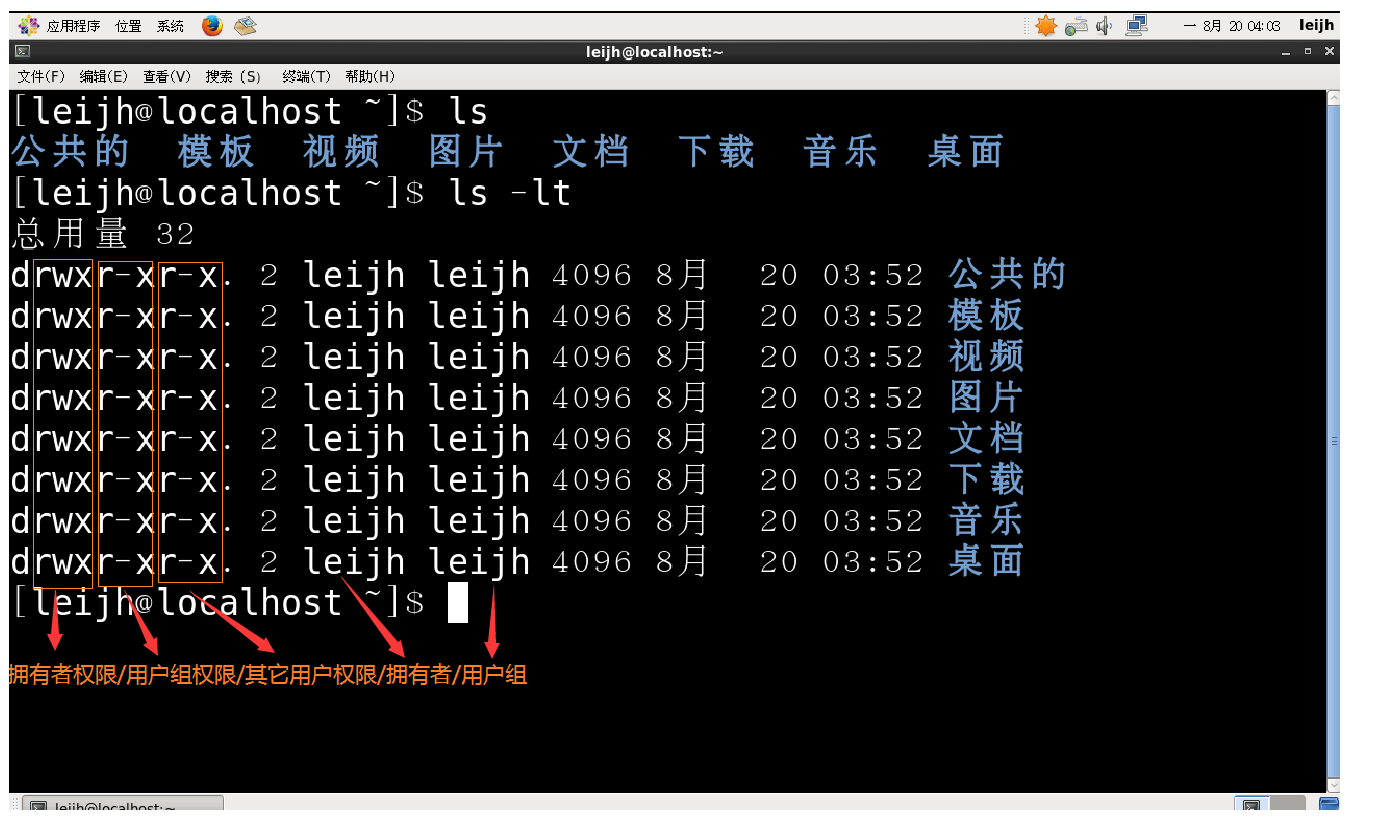 应用程序 位置 系统 一 8月 20 04:03 leijh
leijh@localhost:~
文件(F) 编辑(E) 查看(V) 搜索 (S) 终端(T) 帮助(H)
[leijh@localhost ~]$ ls
公共的 模板 视频 图片 文档 下载 音乐 桌面
[leijh@localhost ~]$ ls -lt
总用量 32
drwxr-xr-x. 2 leijh leijh 4096 8月 20 03:52 公共的
drwxr-xr-x. 2 leijh leijh 4096 8月 20 03:52 模板
drwxr-xr-x. 2 leijh leijh 4096 8月 20 03:52 视频
drwxr-xr-x. 2 leijh leijh 4096 8月 20 03:52 图片
drwxr-xr-x. 2 leijh leijh 4096 8月 20 03:52 文档
drwxr-xr-x. 2 leijh leijh 4096 8月 20 03:52 下载
drwxr-xr-x. 2 leijh leijh 4096 8月 20 03:52 音乐
drwxr-xr-x. 2 leijh leijh 4096 8月 20 03:52 桌面
[leijh@localhost ~]$
拥有者权限/用户组权限/其它用户权限/拥有者/用户组
leijh@localhost:~